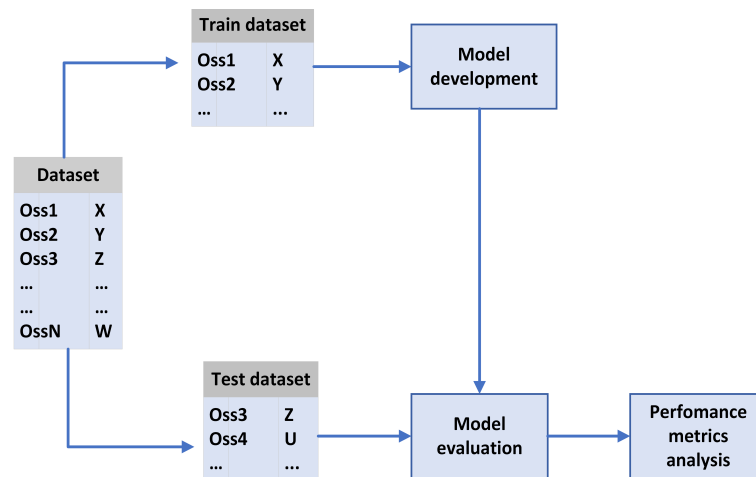 Train dataset
Oss1 X
Oss2 Y
... ...
Model
development
Dataset
Oss1 X
Oss2 Y
Oss3 Z
... ...
... ...
OssN W
Test dataset
Oss3 Z
Oss4 U
... ...
Model
evaluation
Perfomance
metrics
analysis